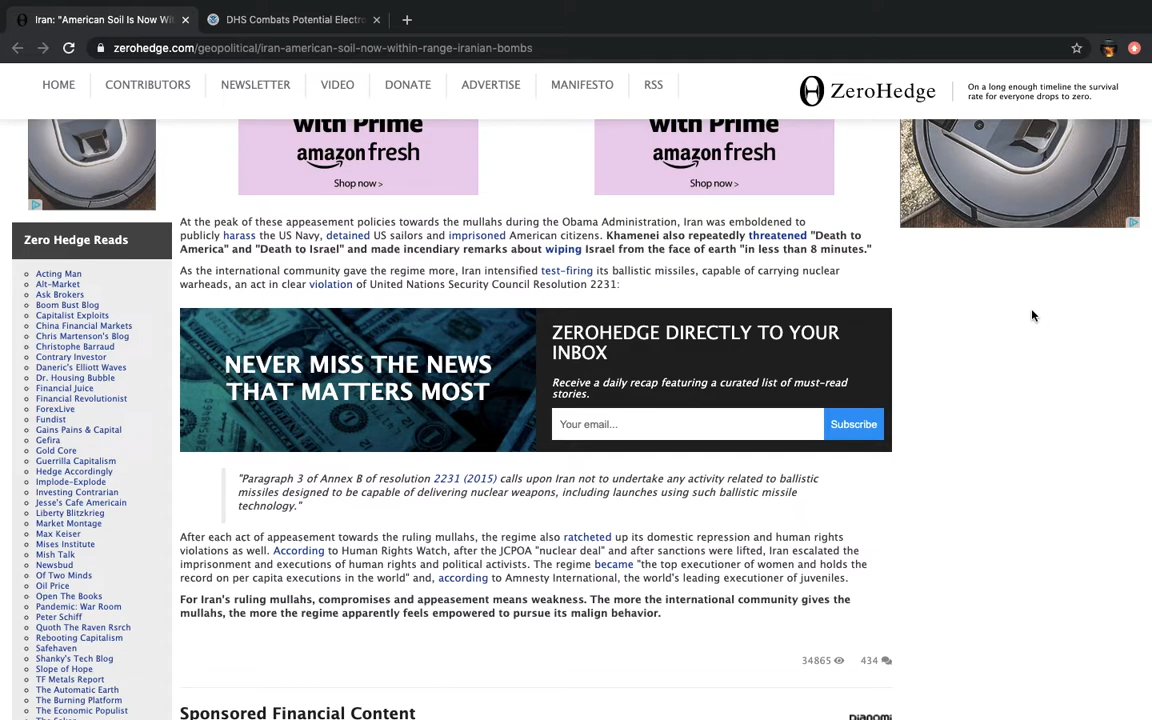 Iran: "American Soil Is Now Wit
DHS Combats Potential Electro
zerohedge.com/geopolitical/iran-american-soil-now-within-range-iranian-bombs
HOME
CONTRIBUTORS
NEWSLETTER
VIDEO
DONATE
ADVERTISE
MANIFESTO
RSS
ZeroHedge
On a long enough timeline the survival
rate for everyone drops to zero.
with Prime
amazon fresh
Shop now >
with Prime
amazon fresh
Shop now >
Zero Hedge Reads
Acting Man
Alt-Market
Ask Brokers
Boom Bust Blog
Capitalist Exploits
China Financial Markets
Chris Martenson's Blog
Christophe Barraud
Contrary Investor
Daneric's Elliott Waves
Dr. Housing Bubble
Financial Juice
Financial Revolutionist
ForexLive
Fundist
Gains Pains & Capital
Gefira
Gold Core
Guerrilla Capitalism
Hedge Accordingly
Implode-Explode
Investing Contrarian
Jesse's Cafe Americain
Liberty Blitzkrieg
Market Montage
Max Keiser
Mises Institute
Mish Talk
Newsbud
Of Two Minds
Oil Price
Open The Books
Pandemic: War Room
Peter Schiff
Quoth The Raven Rsrch
Rebooting Capitalism
Safehaven
Shanky's Tech Blog
Slope of Hope
TF Metals Report
The Automatic Earth
The Burning Platform
The Economic Populist
At the peak of these appeasement policies towards the mullahs during the Obama Administration, Iran was emboldened to
publicly harass the US Navy, detained US sailors and imprisoned American citizens. Khamenei also repeatedly threatened "Death to
America" and "Death to Israel" and made incendiary remarks about wiping Israel from the face of earth "in less than 8 minutes."
As the international community gave the regime more, Iran intensified test-firing its ballistic missiles, capable of carrying nuclear
warheads, an act in clear violation of United Nations Security Council Resolution 2231:
NEVER MISS THE NEWS
THAT MATTERS MOST
ZEROHEDGE DIRECTLY TO YOUR
INBOX
Receive a daily recap featuring a curated list of must-read
stories.
Your email...
Subscribe
"Paragraph 3 of Annex B of resolution 2231 (2015) calls upon Iran not to undertake any activity related to ballistic
missiles designed to be capable of delivering nuclear weapons, including launches using such ballistic missile
technology."
After each act of appeasement towards the ruling mullahs, the regime also ratcheted up its domestic repression and human rights
violations as well. According to Human Rights Watch, after the JCPOA "nuclear deal" and after sanctions were lifted, Iran escalated the
imprisonment and executions of human rights and political activists. The regime became "the top executioner of women and holds the
record on per capita executions in the world" and, according to Amnesty International, the world's leading executioner of juveniles.
For Iran's ruling mullahs, compromises and appeasement means weakness. The more the international community gives the
mullahs, the more the regime apparently feels empowered to pursue its malign behavior.
34865
434
Sponsored Financial Content
DIANOMI